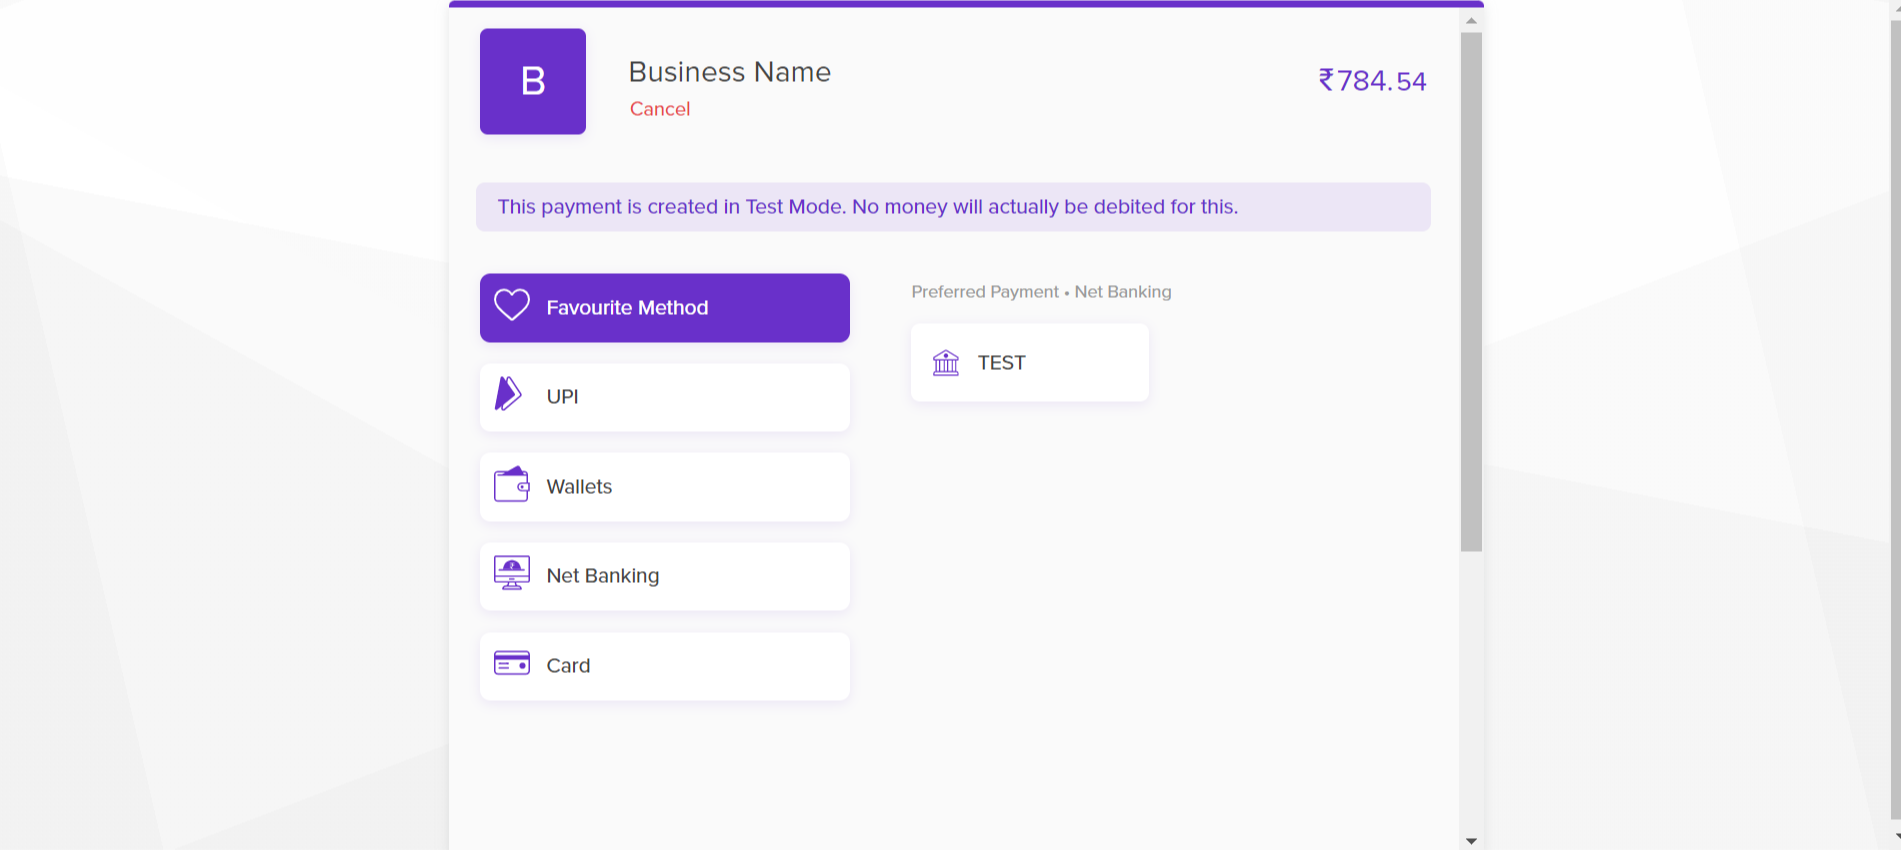 B
Business Name
Cancel
₹784.54
This payment is created in Test Mode. No money will actually be debited for this.
Favourite Method
UPI
Wallets
Net Banking
Card
Preferred Payment • Net Banking
TEST